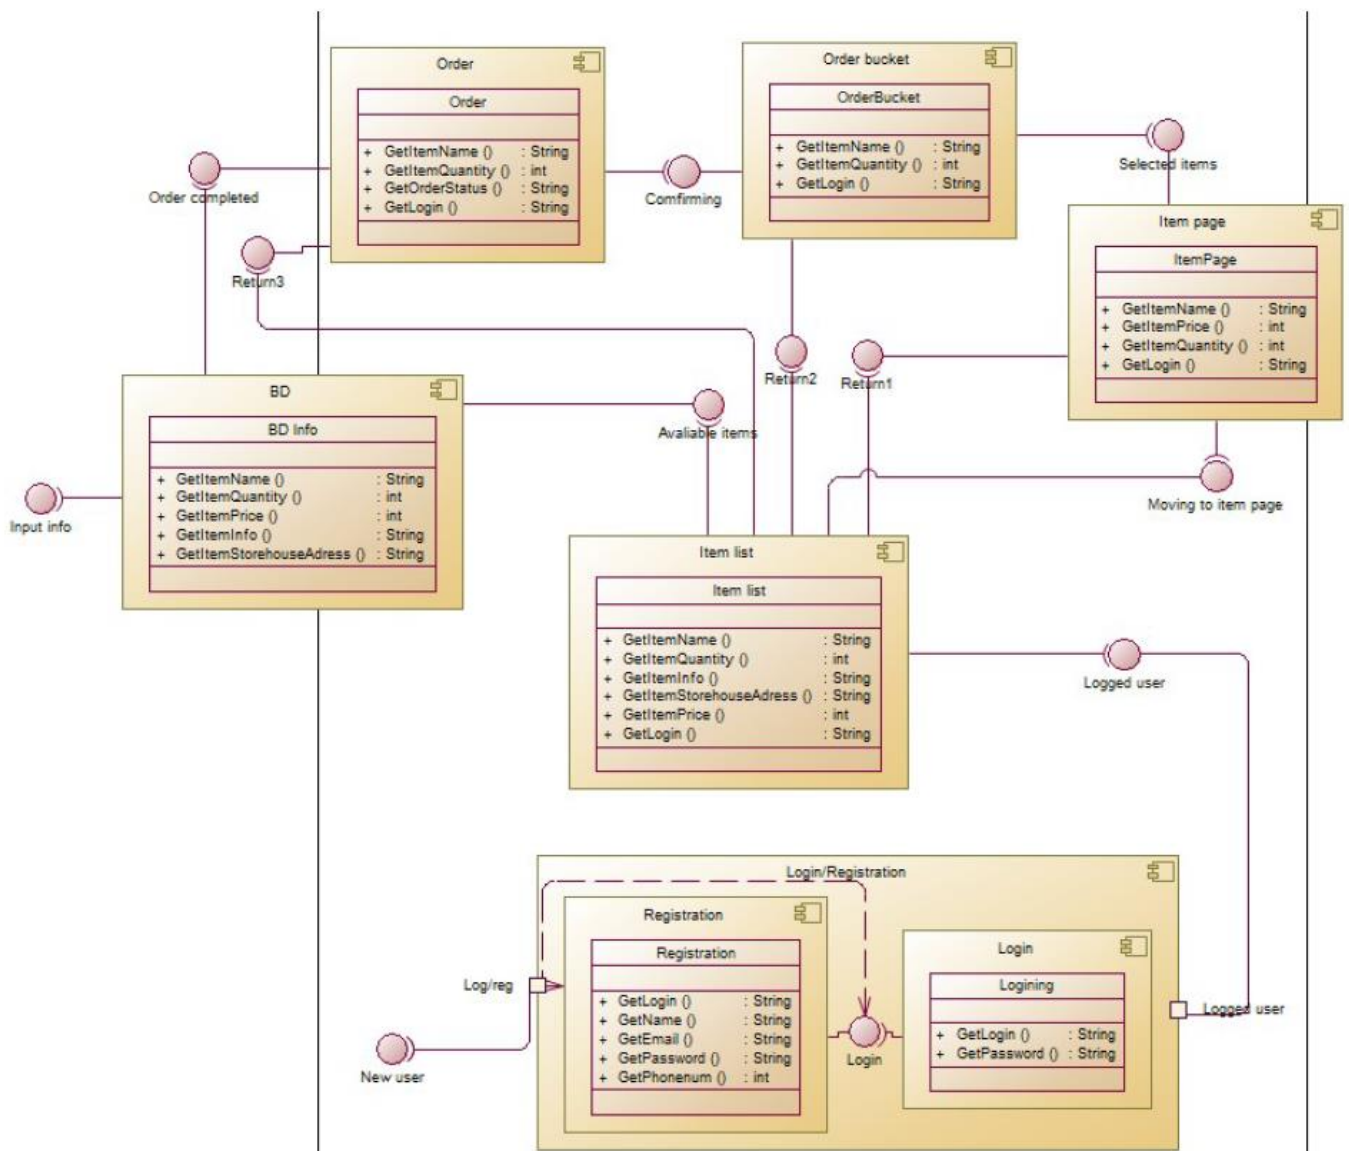 Order
Order
+ GetItemName () : String
+ GetItemQuantity () : int
+ GetOrderStatus () : String
+ GetLogin () : String
Order bucket
OrderBucket
+ GetItemName () : String
+ GetItemQuantity () : int
+ GetLogin () : String
Selected items
Order completed
Comfirming
Return3
Item page
ItemPage
+ GetItemName () : String
+ GetItemPrice () : int
+ GetItemQuantity () : int
+ GetLogin () : String
Return2
Return1
BD
BD Info
+ GetItemName () : String
+ GetItemQuantity () : int
+ GetItemPrice () : int
+ GetItemInfo () : String
+ GetItemStorehouseAdress () : String
Input info
Avaliable items
Moving to item page
Item list
Item list
+ GetItemName () : String
+ GetItemQuantity () : int
+ GetItemInfo () : String
+ GetItemStorehouseAdress () : String
+ GetItemPrice () : int
+ GetLogin () : String
Logged user
Login/Registration
Registration
Registration
+ GetLogin () : String
+ GetName () : String
+ GetEmail () : String
+ GetPassword () : String
+ GetPhonenum () : int
Log/reg
New user
Login
Login
Logining
+ GetLogin () : String
+ GetPassword () : String
Logged user